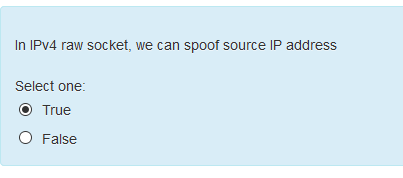 In IPv4 raw socket, we can spoof source IP address
Select one:
True
False